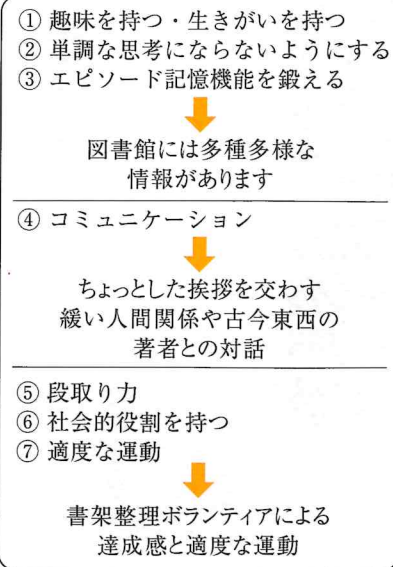 ① 趣味を持つ・生きがいを持つ
② 単調な思考にならないようにする
③ エピソード記憶機能を鍛える
図書館には多種多様な
情報があります
④ コミュニケーション
ちょっとした挨拶を交わす
緩い人間関係や古今東西の
著者との対話
⑤ 段取り力
⑥ 社会的役割を持つ
⑦ 適度な運動
書架整理ボランティアによる
達成感と適度な運動